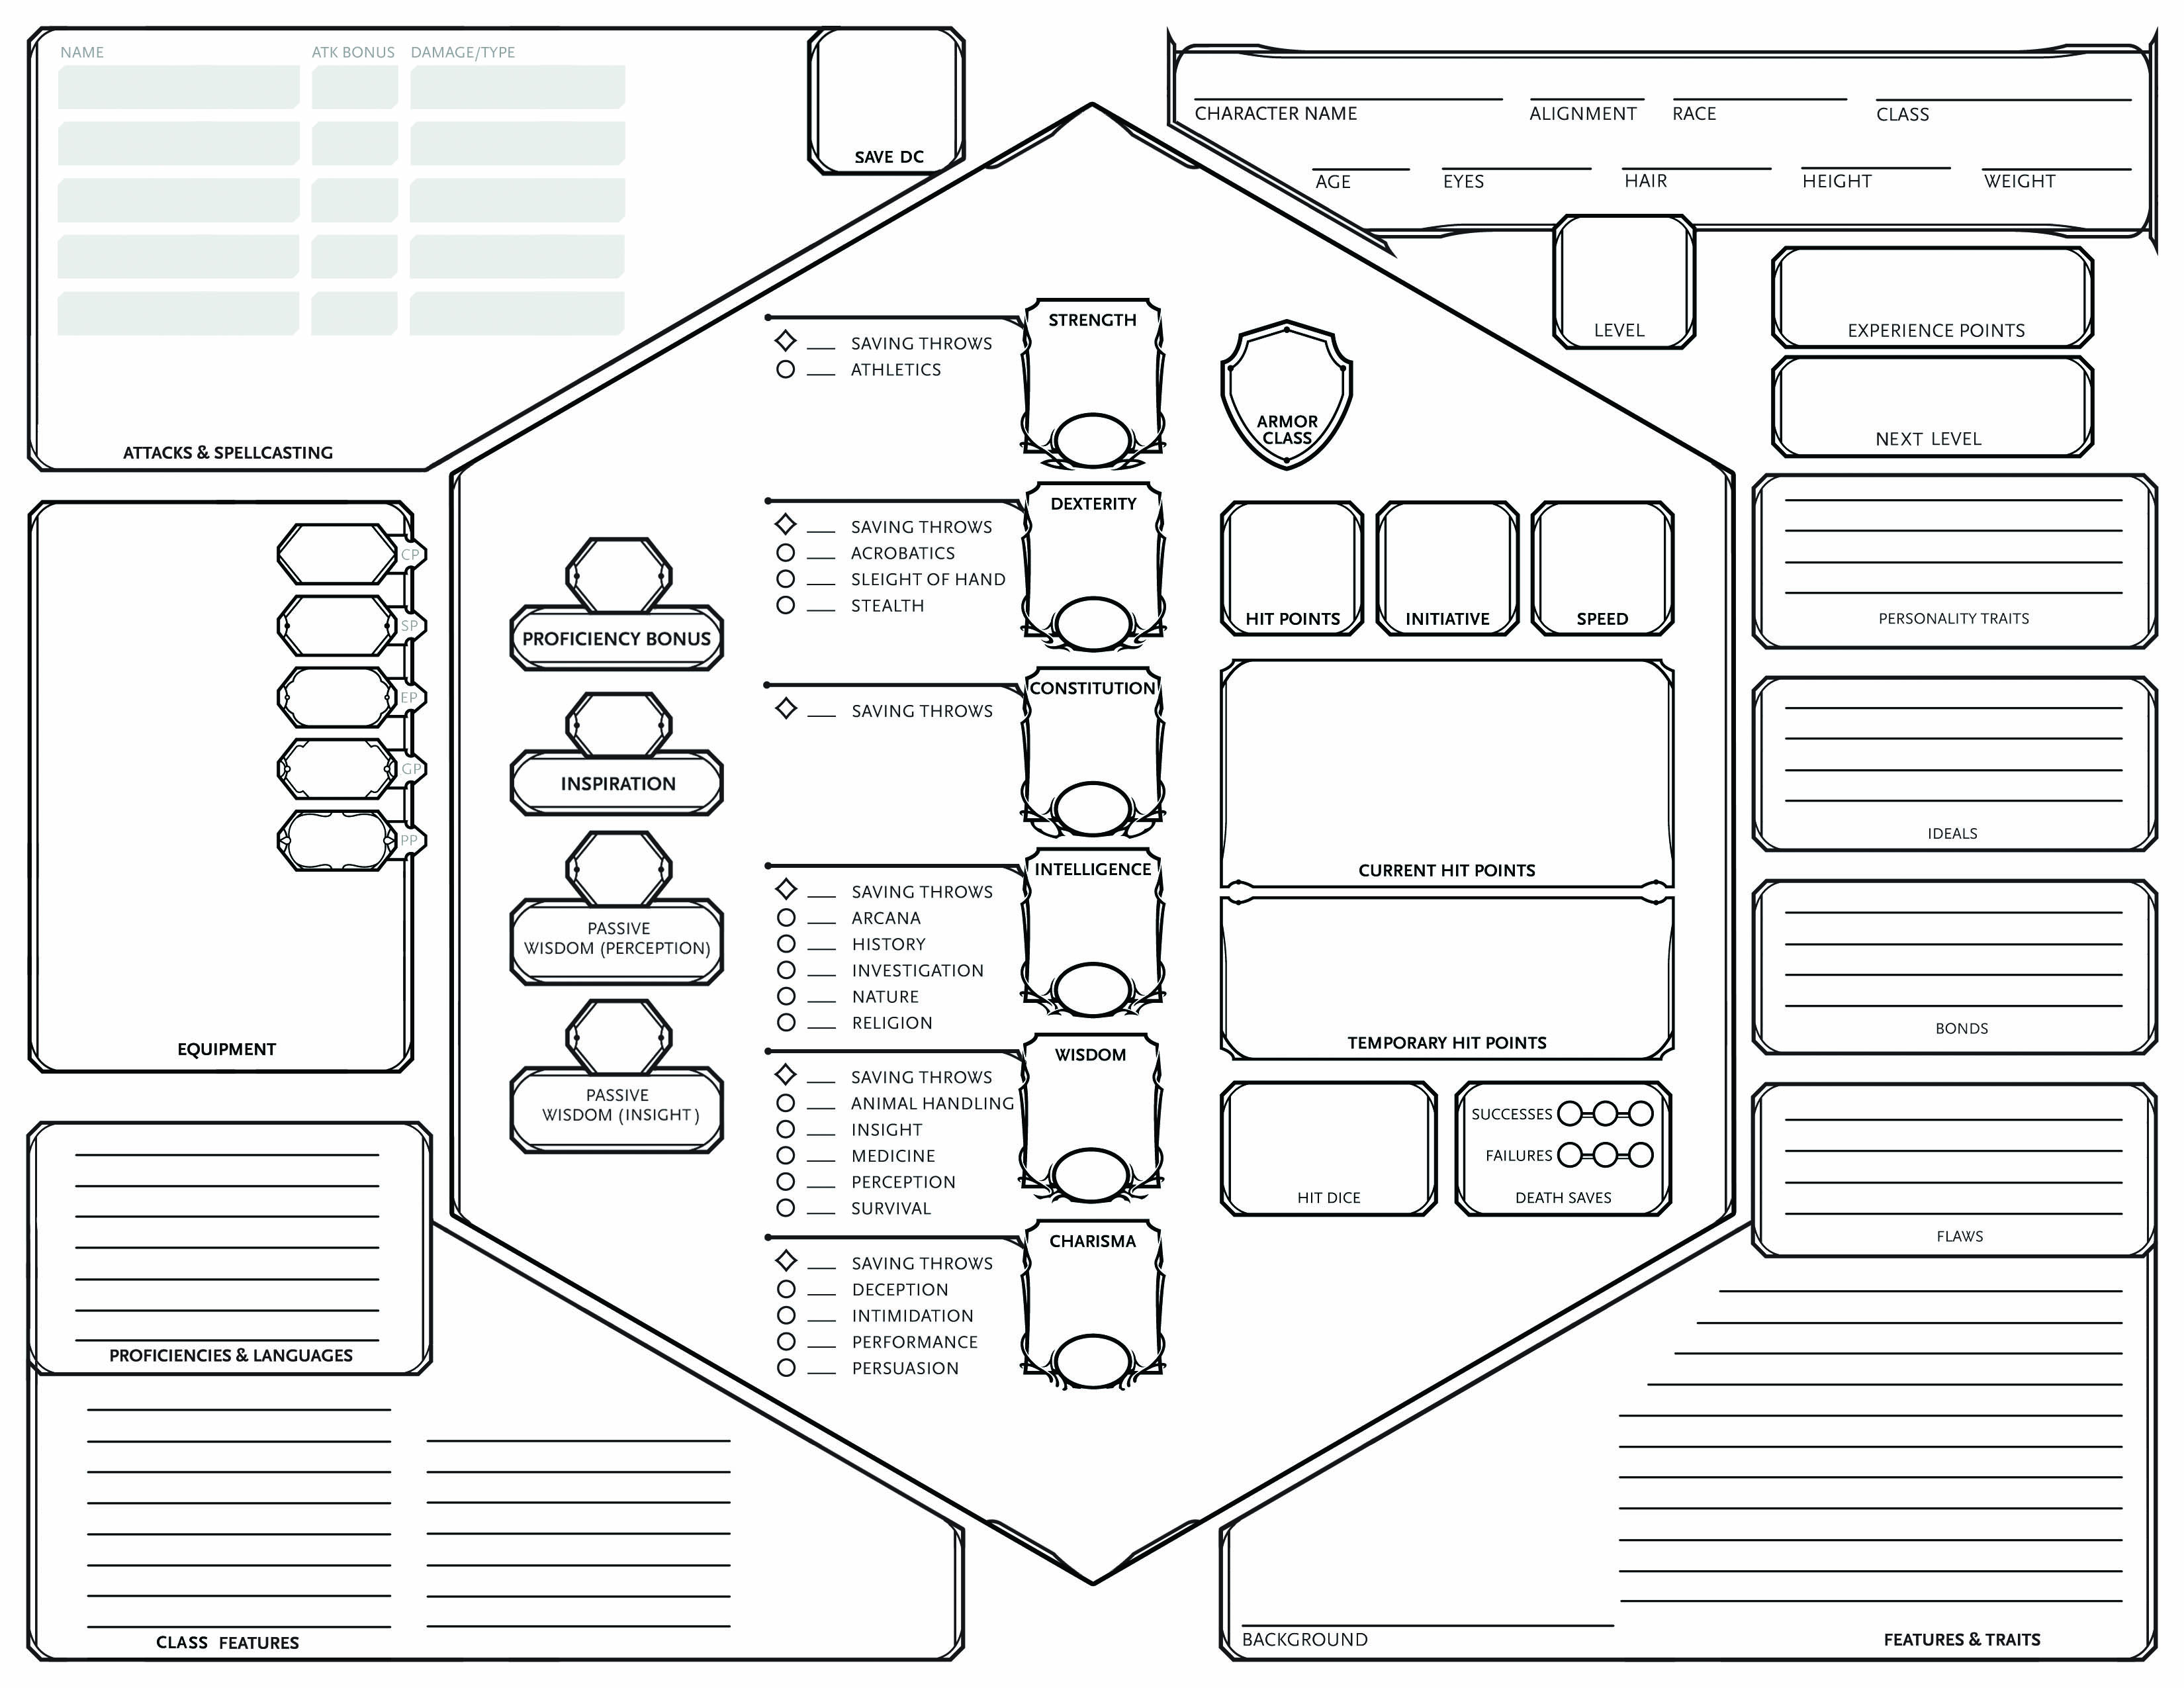 NAME ATK BONUS DAMAGE/TYPE
SAVE DC
ATTACKS & SPELLCASTING
CHARACTER NAME ALIGNMENT RACE CLASS
AGE EYES HAIR HEIGHT WEIGHT
LEVEL
EXPERIENCE POINTS
NEXT LEVEL
CP
SP
EP
GP
PP
EQUIPMENT
PROFICIENCY BONUS
INSPIRATION
PASSIVE
WISDOM (PERCEPTION)
PASSIVE
WISDOM (INSIGHT)
STRENGTH
SAVING THROWS
ATHLETICS
DEXTERITY
SAVING THROWS
ACROBATICS
SLEIGHT OF HAND
STEALTH
CONSTITUTION
SAVING THROWS
INTELLIGENCE
SAVING THROWS
ARCANA
HISTORY
INVESTIGATION
NATURE
RELIGION
WISDOM
SAVING THROWS
ANIMAL HANDLING
INSIGHT
MEDICINE
PERCEPTION
SURVIVAL
CHARISMA
SAVING THROWS
DECEPTION
INTIMIDATION
PERFORMANCE
PERSUASION
ARMOR
CLASS
HIT POINTS INITIATIVE SPEED
CURRENT HIT POINTS
TEMPORARY HIT POINTS
HIT DICE
SUCCESSES
FAILURES
DEATH SAVES
PERSONALITY TRAITS
IDEALS
BONDS
FLAWS
PROFICIENCIES & LANGUAGES
CLASS FEATURES
BACKGROUND
FEATURES & TRAITS